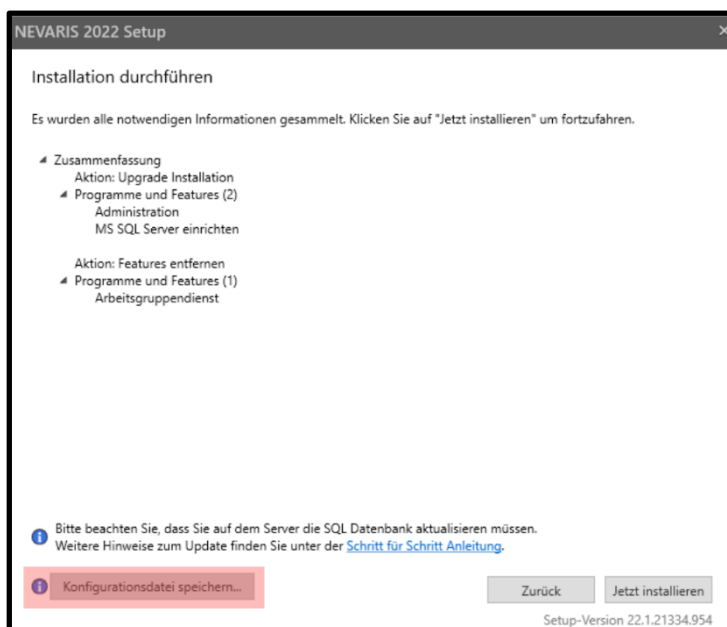 NEVARIS 2022 Setup
Installation durchführen
Es wurden alle notwendigen Informationen gesammelt. Klicken Sie auf "Jetzt installieren" um fortzufahren.
Zusammenfassung
Aktion: Upgrade Installation
Programme und Features (2)
Administration
MS SQL Server einrichten
Aktion: Features entfernen
Programme und Features (1)
Arbeitsgruppendienst
Bitte beachten Sie, dass Sie auf dem Server die SQL Datenbank aktualisieren müssen.
Weitere Hinweise zum Update finden Sie unter der Schritt für Schritt Anleitung.
Konfigurationsdatei speichern...
Zurück
Jetzt installieren
Setup-Version 22.1.21334.954